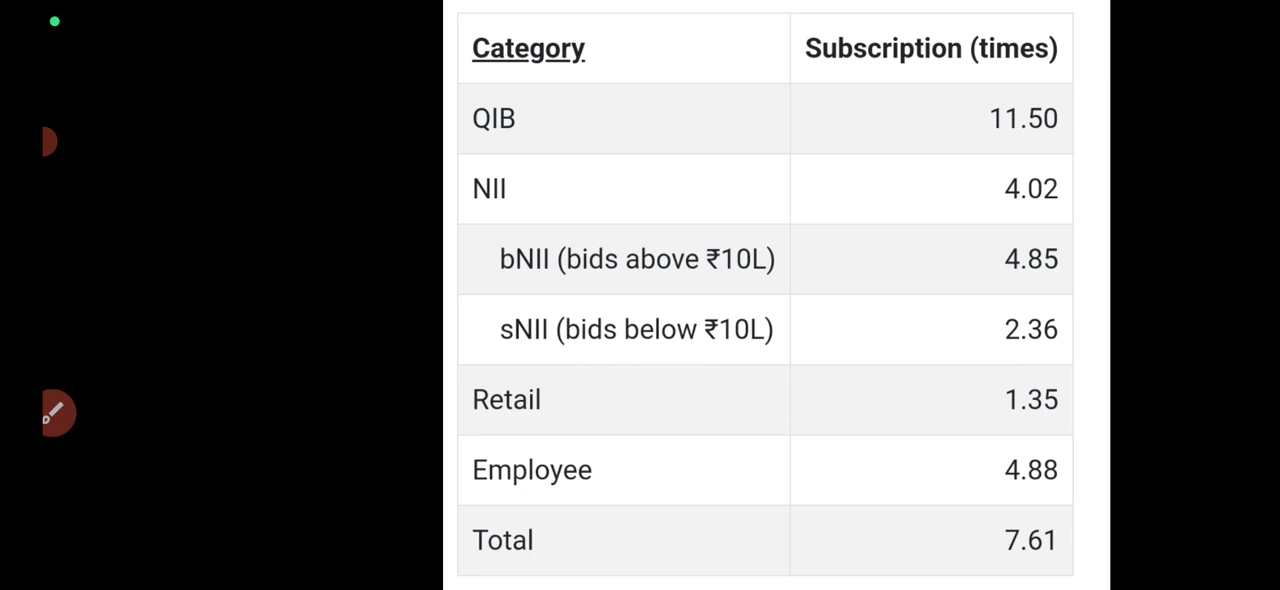 Category Subscription (times)
QIB 11.50
NII 4.02
bNII (bids above ₹10L) 4.85
sNII (bids below ₹10L) 2.36
Retail 1.35
Employee 4.88
Total 7.61